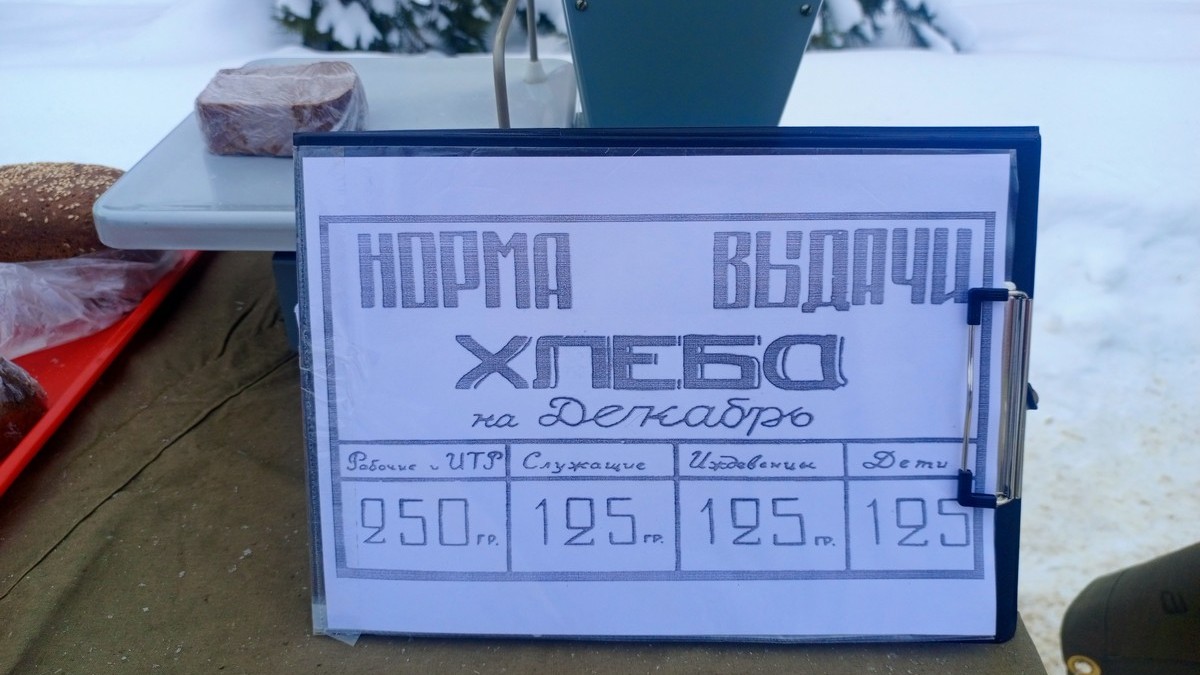 НОРМА ВЫДАЧИ
ХЛЕБА
на Декабрь
Рабочие и ИТР Служащие Иждевенцы Дети
250 гр. 125 гр. 125 гр. 125